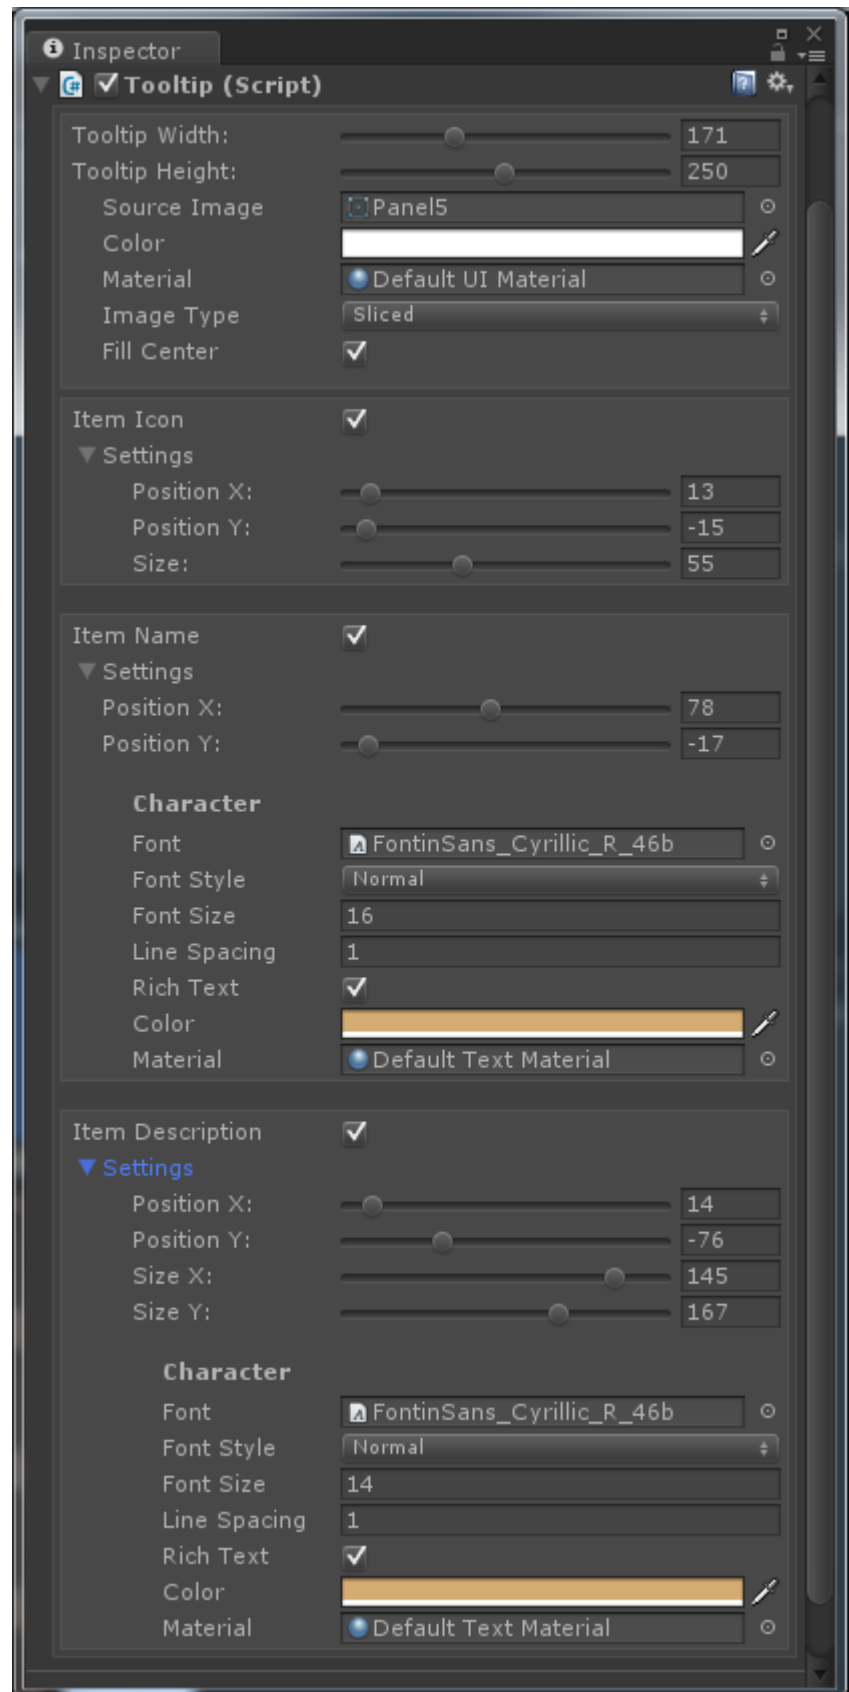 Inspector
Tooltip (Script)
Tooltip Width: 171
Tooltip Height: 250
Source Image Panel5
Color
Material Default UI Material
Image Type Sliced
Fill Center
Item Icon
Settings
Position X: 13
Position Y: -15
Size: 55
Item Name
Settings
Position X: 78
Position Y: -17
Character
Font FontinSans_Cyrillic_R_46b
Font Style Normal
Font Size 16
Line Spacing 1
Rich Text
Color
Material Default Text Material
Item Description
Settings
Position X: 14
Position Y: -76
Size X: 145
Size Y: 167
Character
Font FontinSans_Cyrillic_R_46b
Font Style Normal
Font Size 14
Line Spacing 1
Rich Text
Color
Material Default Text Material